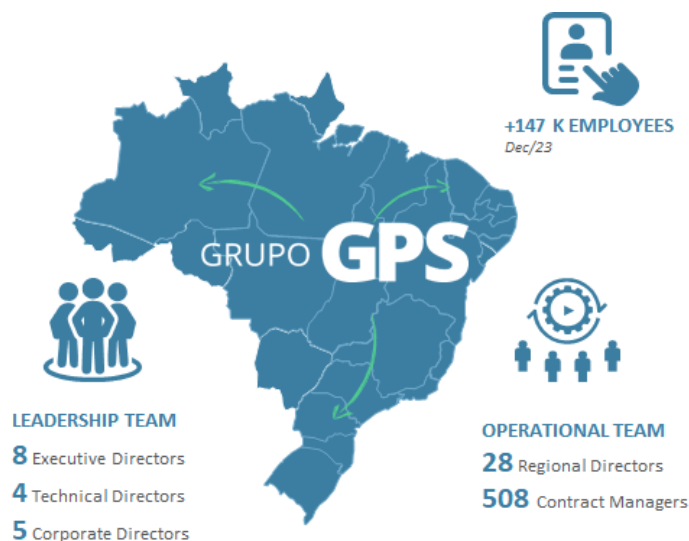 +147 K EMPLOYEES
Dec/23
GRUPO GPS
LEADERSHIP TEAM
8 Executive Directors
4 Technical Directors
5 Corporate Directors
OPERATIONAL TEAM
28 Regional Directors
508 Contract Managers